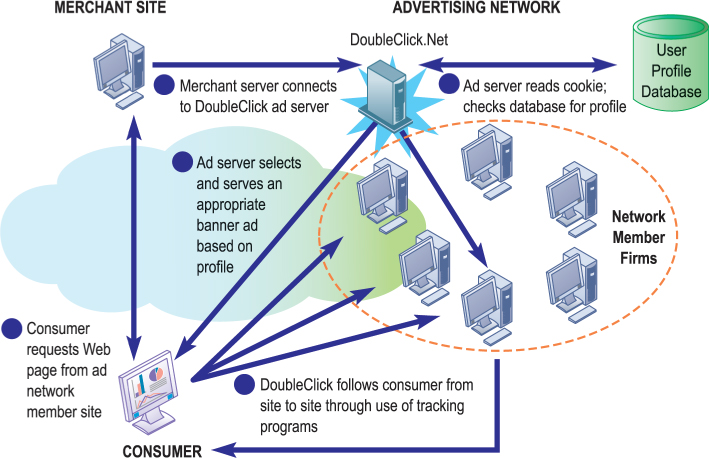 MERCHANT SITE
ADVERTISING NETWORK
DoubleClick.Net
User
Profile
Database
Merchant server connects
to DoubleClick ad server
Ad server reads cookie;
checks database for profile
Ad server selects
and serves an
appropriate
banner ad
based on
profile
Network
Member
Firms
Consumer
requests Web
page from ad
network
member site
DoubleClick follows consumer from
site to site through use of tracking
programs
CONSUMER